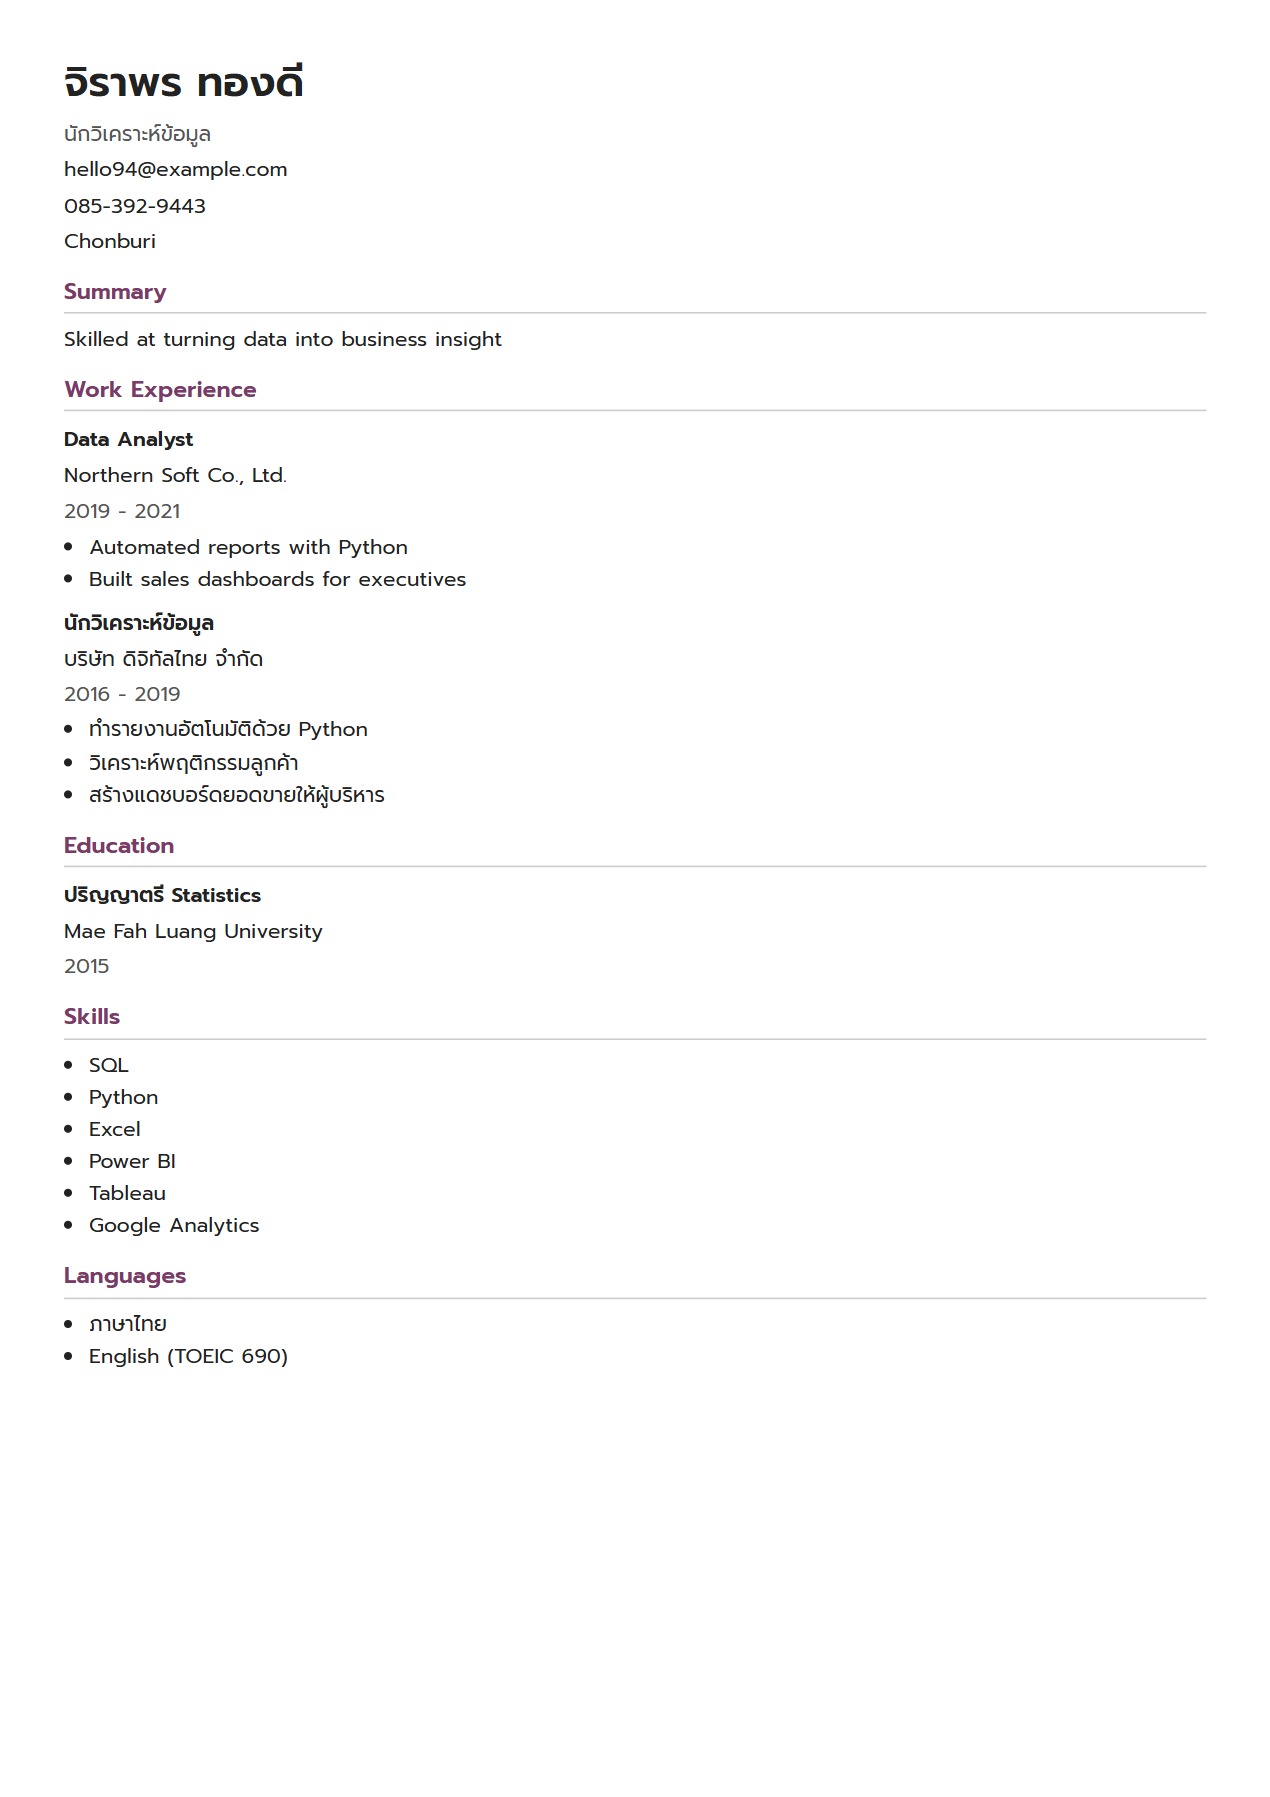 จิราพร ทองดี
นักวิเคราะห์ข้อมูล
hello94@example.com
085-392-9443
Chonburi
Summary
Skilled at turning data into business insight
Work Experience
Data Analyst
Northern Soft Co., Ltd.
2019 - 2021
• Automated reports with Python
• Built sales dashboards for executives
นักวิเคราะห์ข้อมูล
บริษัท ดิจิทัลไทย จำกัด
2016 - 2019
• ทำรายงานอัตโนมัติด้วย Python
• วิเคราะห์พฤติกรรมลูกค้า
• สร้างแดชบอร์ดยอดขายให้ผู้บริหาร
Education
ปริญญาตรี Statistics
Mae Fah Luang University
2015
Skills
• SQL
• Python
• Excel
• Power BI
• Tableau
• Google Analytics
Languages
• ภาษาไทย
• English (TOEIC 690)